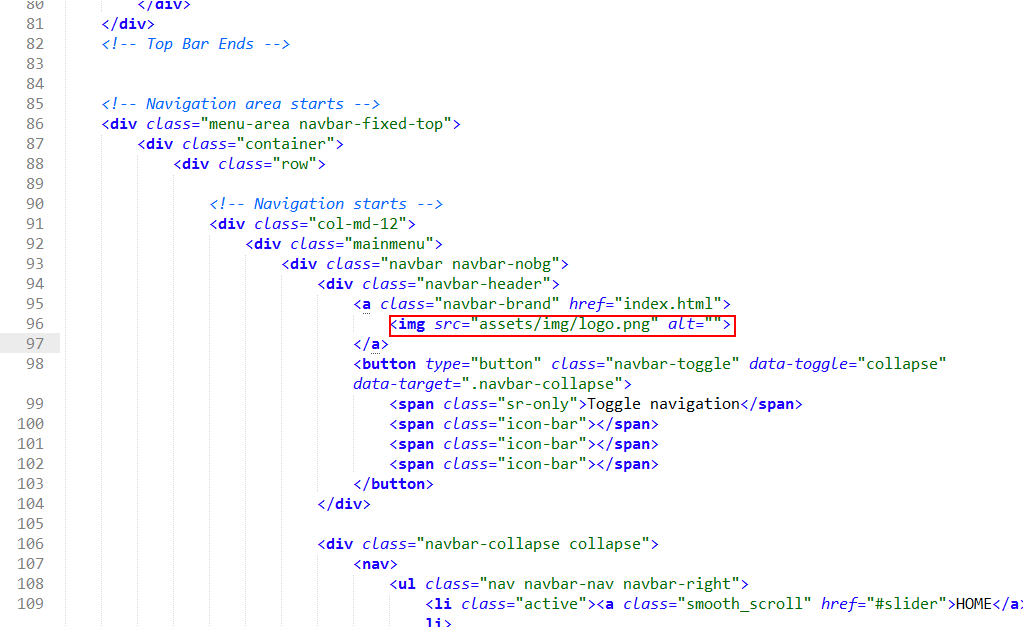 80 </div>
81 </div>
82 <!-- Top Bar Ends -->
83
84
85 <!-- Navigation area starts -->
86 <div class="menu-area navbar-fixed-top">
87 <div class="container">
88 <div class="row">
89
90 <!-- Navigation starts -->
91 <div class="col-md-12">
92 <div class="mainmenu">
93 <div class="navbar navbar-nobg">
94 <div class="navbar-header">
95 <a class="navbar-brand" href="index.html">
96 <img src="assets/img/logo.png" alt="">
97 </a>
98 <button type="button" class="navbar-toggle" data-toggle="collapse"
data-target=".navbar-collapse">
99 <span class="sr-only">Toggle navigation</span>
100 <span class="icon-bar"></span>
101 <span class="icon-bar"></span>
102 <span class="icon-bar"></span>
103 </button>
104 </div>
105
106 <div class="navbar-collapse collapse">
107 <nav>
108 <ul class="nav navbar-nav navbar-right">
109 <li class="active"><a class="smooth_scroll" href="#slider">HOME</a>
li>